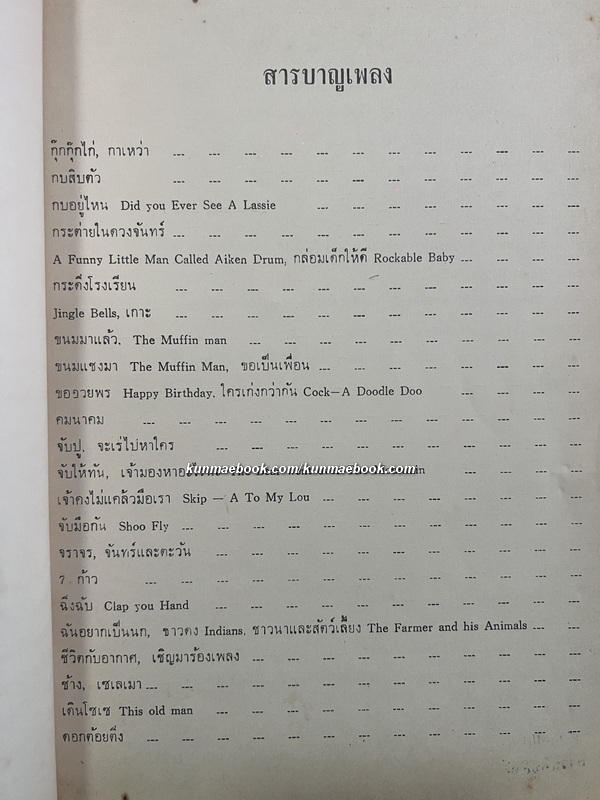 สารบาญเพลง
กุ๊กกุ๊กไก่, กาเหว่า --- --- --- --- --- --- --- --- --- --- --- ---
กบสิบตัว --- --- --- --- --- --- --- --- --- --- --- ---
กบอยู่ไหน Did you Ever See A Lassie --- --- --- --- --- --- --- ---
กระต่ายในดวงจันทร์ --- --- --- --- --- --- --- --- --- --- --- ---
A Funny Little Man Called Aiken Drum, กล่อมเด็กให้ดี Rockable Baby --- --- --- ---
กระดิ่งโรงเรียน --- --- --- --- --- --- --- --- --- --- --- ---
Jingle Bells, เกาะ --- --- --- --- --- --- --- --- --- --- --- ---
ขนมมาแล้ว, The Muffin man --- --- --- --- --- --- --- --- --- ---
ขนมแซงมา The Muffin Man, ขอเป็นเพื่อน --- --- --- --- --- --- --- ---
ขออวยพร Happy Birthday, ใครเก่งกว่ากัน Cock—A Doodle Doo --- --- --- ---
คมนาคม --- --- --- --- --- --- --- --- --- --- --- --- ---
จับปู, จะเร่ไปหาใคร --- --- --- --- --- --- --- --- --- --- ---
จับให้ทัน, เจ้ามองหา
kunmaebook.com/kunmaebook.com
เจ้าคงไม่แคล้วมือเรา Skip — A To My Lou --- --- --- --- --- --- --- ---
จับมือกัน Shoo Fly --- --- --- --- --- --- --- --- --- --- --- ---
จราจร, จันทร์และตะวัน --- --- --- --- --- --- --- --- --- --- ---
7 ก้าว --- --- --- --- --- --- --- --- --- --- --- --- ---
ฉิ่งฉับ Clap you Hand --- --- --- --- --- --- --- --- --- --- ---
ฉันอยากเป็นนก, ชาวดง Indians, ชาวนาและสัตว์เลี้ยง The Farmer and his Animals --- ---
ชีวิตกับอากาศ, เชิญมาร้องเพลง --- --- --- --- --- --- --- --- --- ---
ช้าง, เซเลเมา --- --- --- --- --- --- --- --- --- --- --- --- ---
เดินโซเซ This old man --- --- --- --- --- --- --- --- --- --- ---
ดอกต้อยติ่ง --- --- --- --- --- --- --- --- --- --- --- --- ---